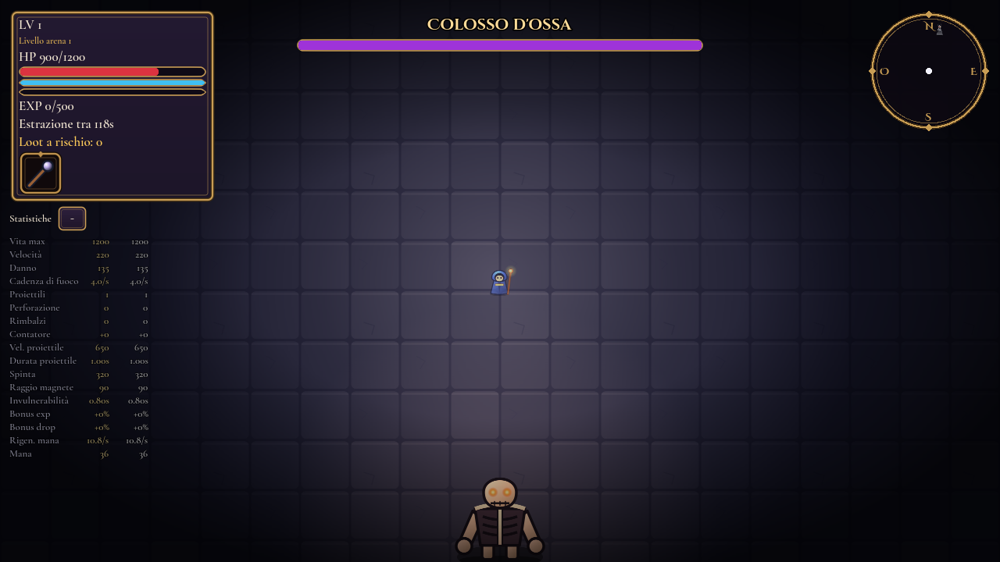 LV 1
Livello arena 1
HP 900/1200
EXP 0/500
Estrazione tra 118s
Loot a rischio: 0
COLOSSO D'OSSA
N
O
E
S
Statistiche -
Vita max 1200 1200
Velocità 220 220
Danno 135 135
Cadenza di fuoco 4.0/s 4.0/s
Proiettili 1 1
Perforazione 0 0
Rimbalzi 0 0
Contatore +0 +0
Vel. proiettile 650 650
Durata proiettile 1.00s 1.00s
Spinta 320 320
Raggio magnete 90 90
Invulnerabilità 0.80s 0.80s
Bonus exp +0% +0%
Bonus drop +0% +0%
Rigen. mana 10.8/s 10.8/s
Mana 36 36